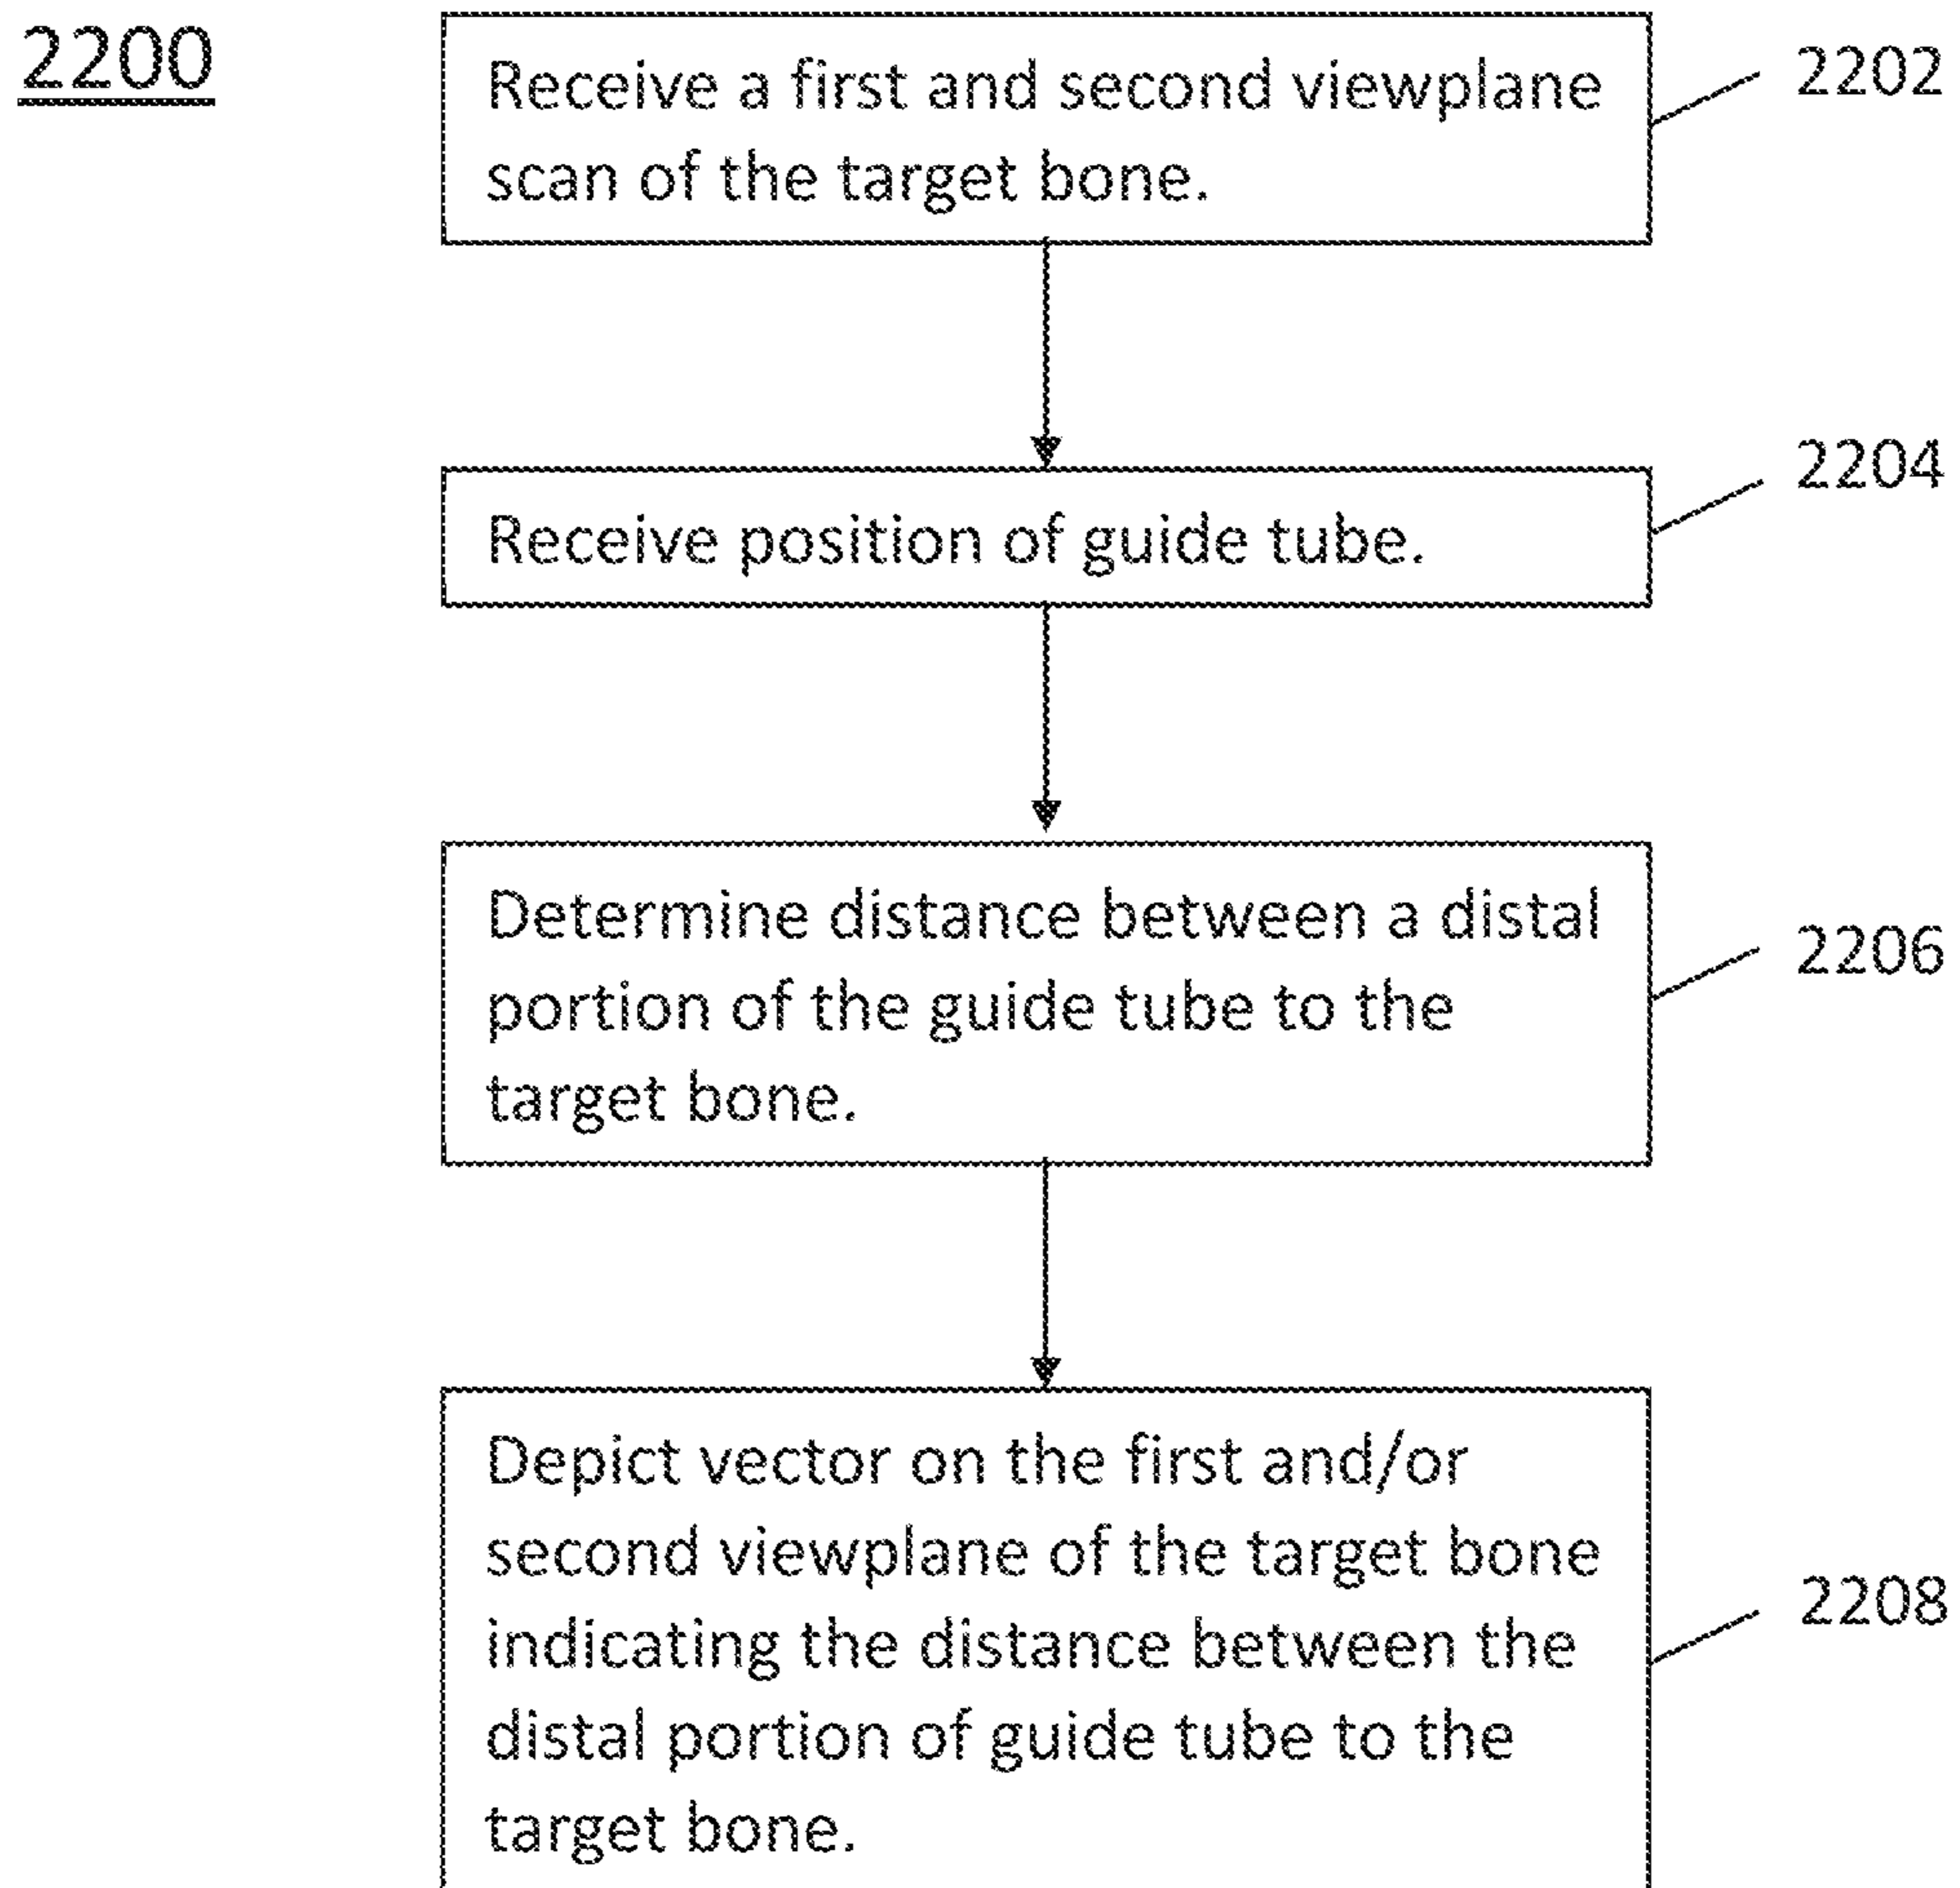 2200
Receive a first and second viewplane
scan of the target bone.
2202
Receive position of guide tube.
2204
Determine distance between a distal
portion of the guide tube to the
target bone.
2206
Depict vector on the first and/or
second viewplane of the target bone
indicating the distance between the
distal portion of guide tube to the
target bone.
2208